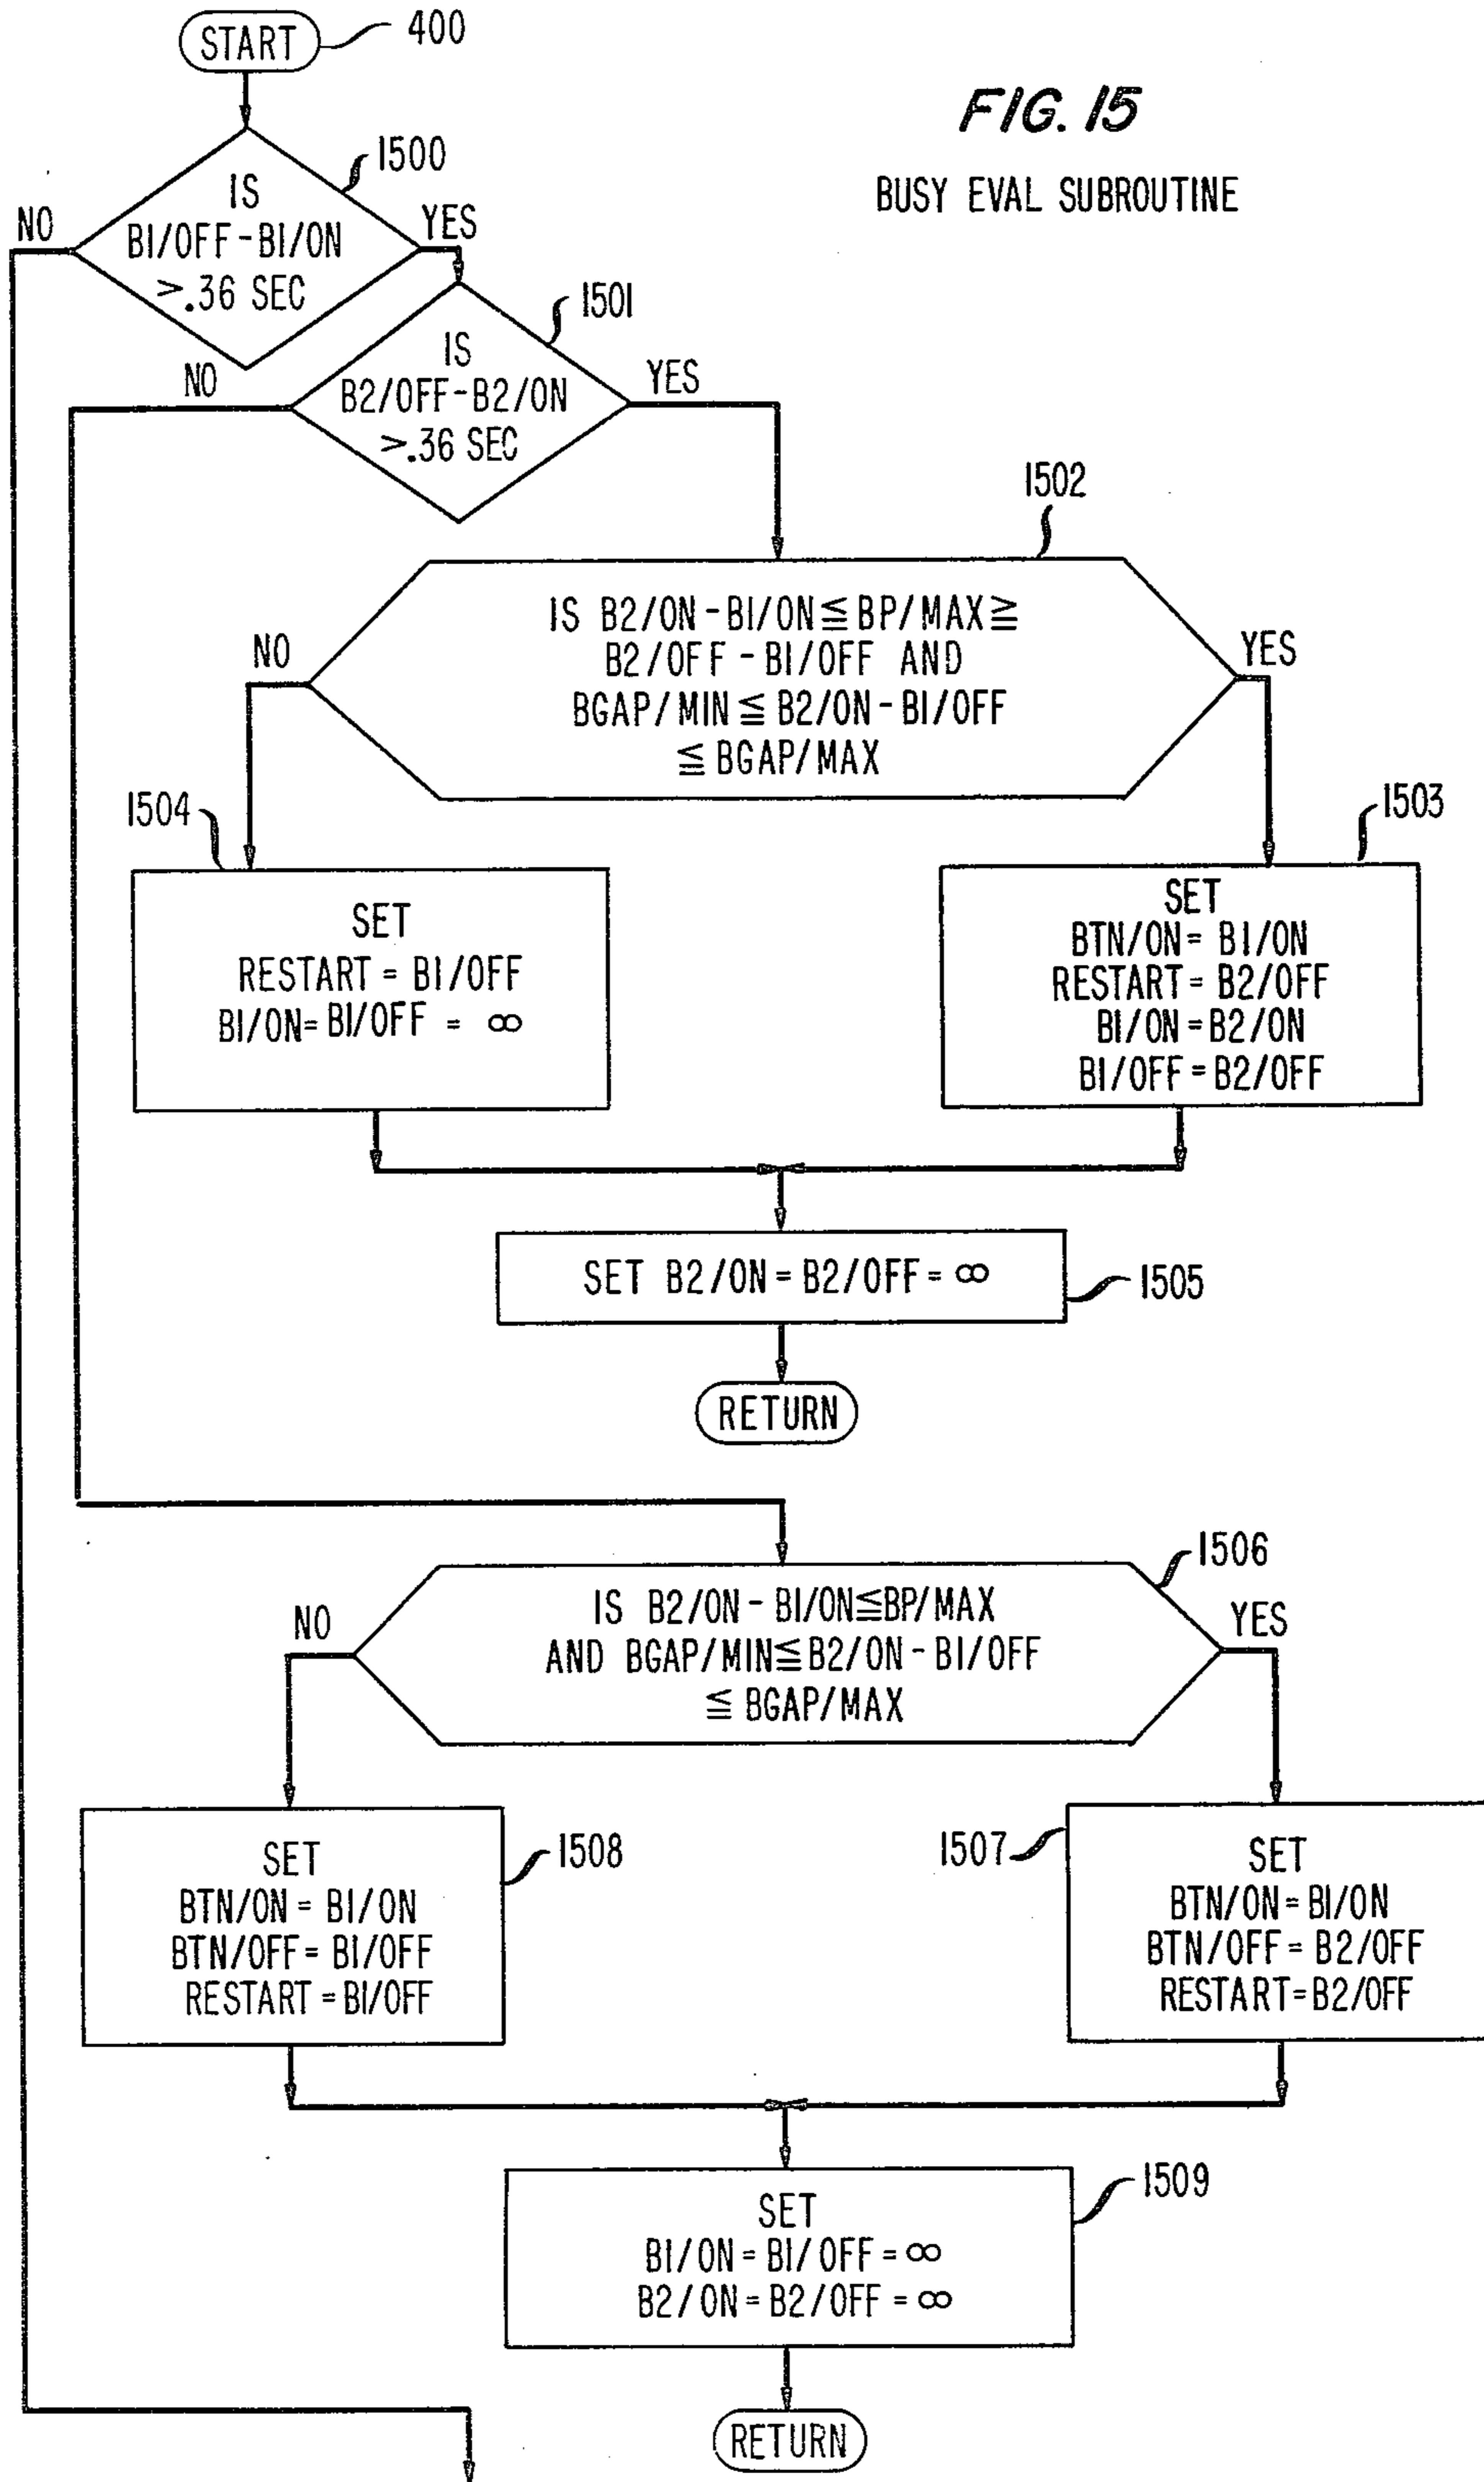 START
400
FIG. 15
BUSY EVAL SUBROUTINE
1500
IS
B1/OFF-B1/ON
>.36 SEC
NO
YES
1501
IS
B2/OFF-B2/ON
>.36 SEC
NO
YES
1502
IS B2/ON-B1/ON≦BP/MAX≧
B2/OFF-B1/OFF AND
BGAP/MIN≦B2/ON-B1/OFF
≦BGAP/MAX
NO
YES
1504
SET
RESTART=B1/OFF
B1/ON=B1/OFF=∞
1503
SET
BTN/ON=B1/ON
RESTART=B2/OFF
B1/ON=B2/ON
B1/OFF=B2/OFF
SET B2/ON=B2/OFF=∞
1505
RETURN
1506
IS B2/ON-B1/ON≦BP/MAX
AND BGAP/MIN≦B2/ON-B1/OFF
≦BGAP/MAX
NO
YES
1508
SET
BTN/ON=B1/ON
BTN/OFF=B1/OFF
RESTART=B1/OFF
1507
SET
BTN/ON=B1/ON
BTN/OFF=B2/OFF
RESTART=B2/OFF
1509
SET
B1/ON=B1/OFF=∞
B2/ON=B2/OFF=∞
RETURN